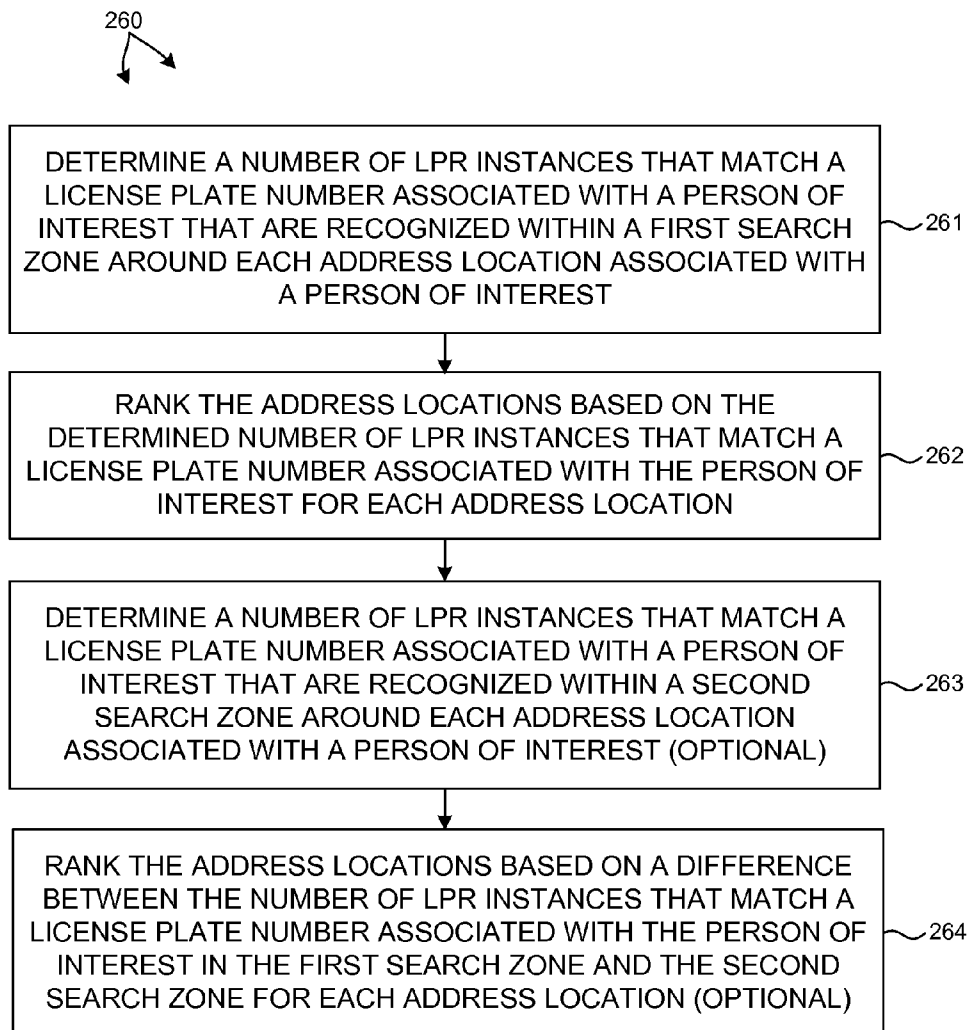 260
DETERMINE A NUMBER OF LPR INSTANCES THAT MATCH A
LICENSE PLATE NUMBER ASSOCIATED WITH A PERSON OF
INTEREST THAT ARE RECOGNIZED WITHIN A FIRST SEARCH
ZONE AROUND EACH ADDRESS LOCATION ASSOCIATED WITH
A PERSON OF INTEREST
261
RANK THE ADDRESS LOCATIONS BASED ON THE
DETERMINED NUMBER OF LPR INSTANCES THAT MATCH A
LICENSE PLATE NUMBER ASSOCIATED WITH THE PERSON OF
INTEREST FOR EACH ADDRESS LOCATION
262
DETERMINE A NUMBER OF LPR INSTANCES THAT MATCH A
LICENSE PLATE NUMBER ASSOCIATED WITH A PERSON OF
INTEREST THAT ARE RECOGNIZED WITHIN A SECOND
SEARCH ZONE AROUND EACH ADDRESS LOCATION
ASSOCIATED WITH A PERSON OF INTEREST (OPTIONAL)
263
RANK THE ADDRESS LOCATIONS BASED ON A DIFFERENCE
BETWEEN THE NUMBER OF LPR INSTANCES THAT MATCH A
LICENSE PLATE NUMBER ASSOCIATED WITH THE PERSON OF
INTEREST IN THE FIRST SEARCH ZONE AND THE SECOND
SEARCH ZONE FOR EACH ADDRESS LOCATION (OPTIONAL)
264